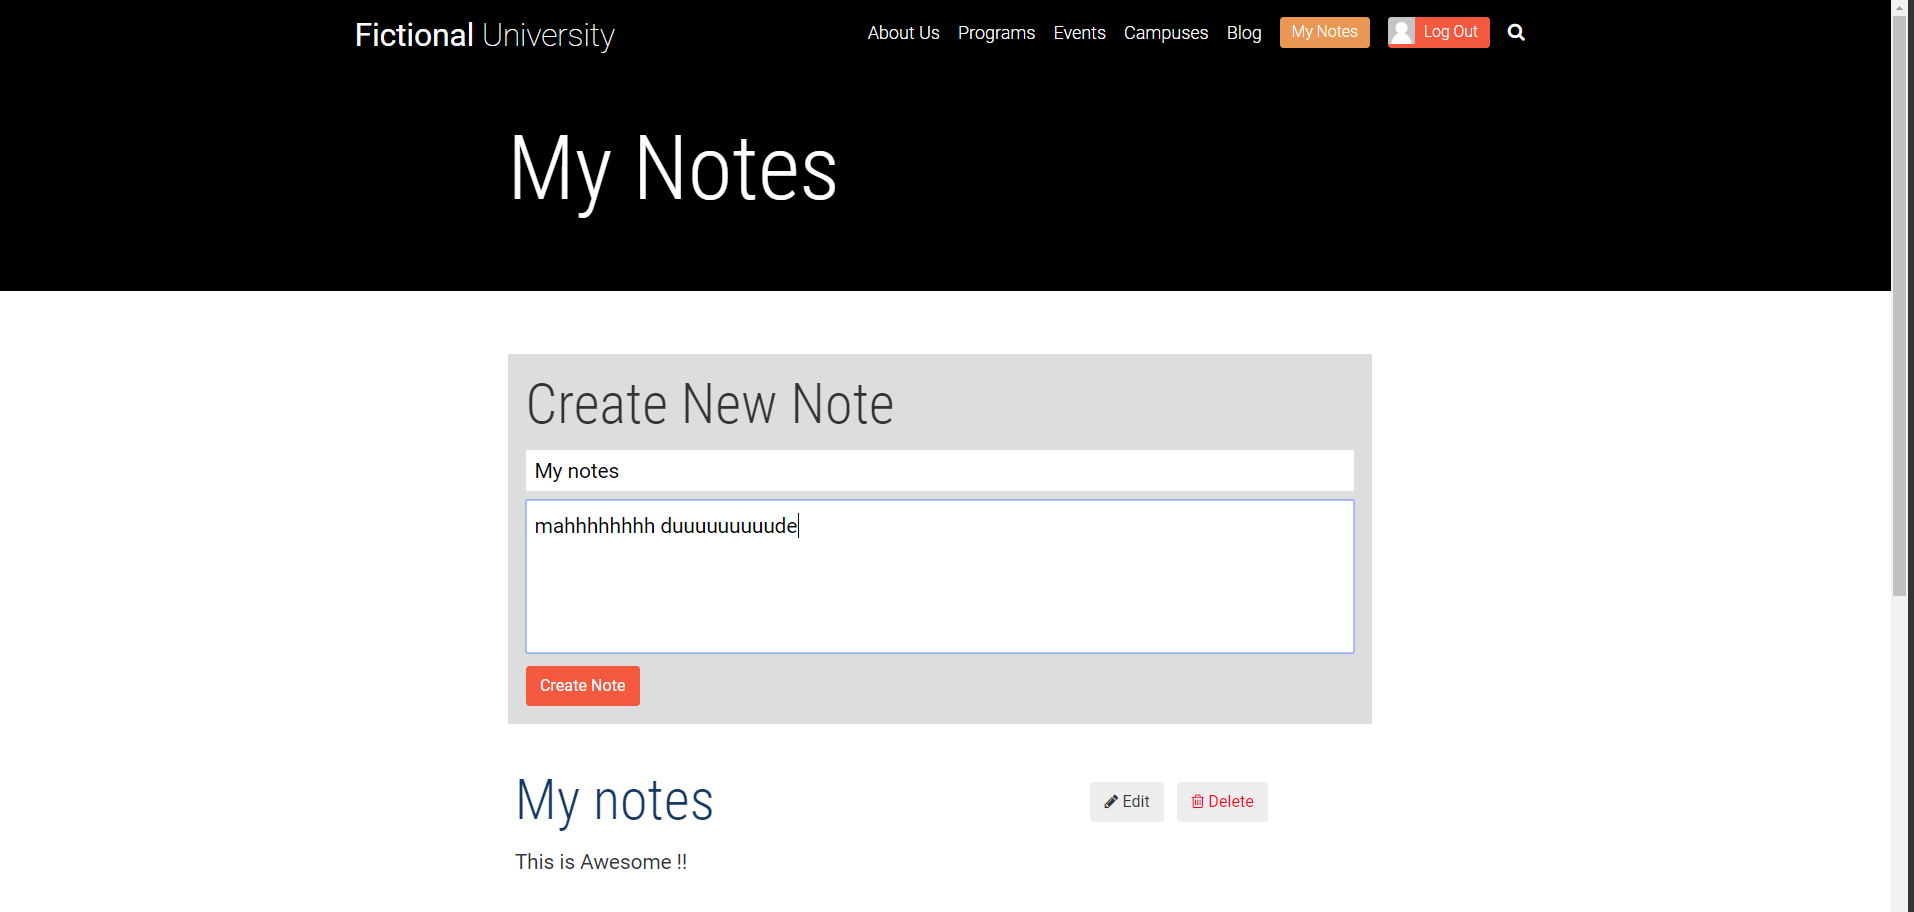 Fictional University
About Us Programs Events Campuses Blog My Notes Log Out
My Notes
Create New Note
My notes
mahhhhhhhh duuuuuuuuude
Create Note
My notes
Edit Delete
This is Awesome !!